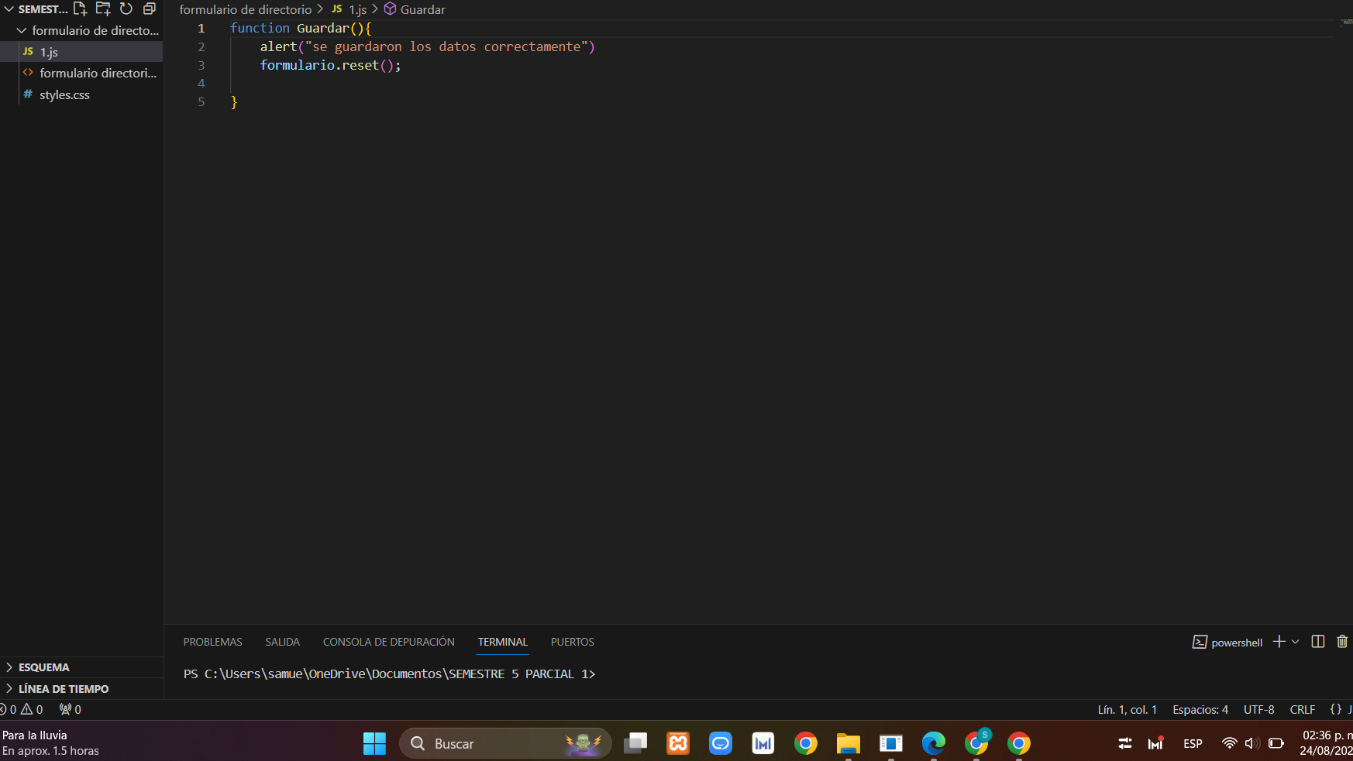 SEMEST...
formulario de directo...
JS 1.js
<> formulario directori...
# styles.css
ESQUEMA
LÍNEA DE TIEMPO
formulario de directorio > JS 1.js > Guardar
1 function Guardar(){
2 alert("se guardaron los datos correctamente")
3 formulario.reset();
4
5 }
PROBLEMAS SALIDA CONSOLA DE DEPURACIÓN TERMINAL PUERTOS
powershell
PS C:\Users\samue\OneDrive\Documentos\SEMESTRE 5 PARCIAL 1>
0 0 0
Lín. 1, col. 1 Espacios: 4 UTF-8 CRLF {} J
Para la lluvia
En aprox. 1.5 horas
Buscar
S
ESP
02:36 p. n
24/08/202